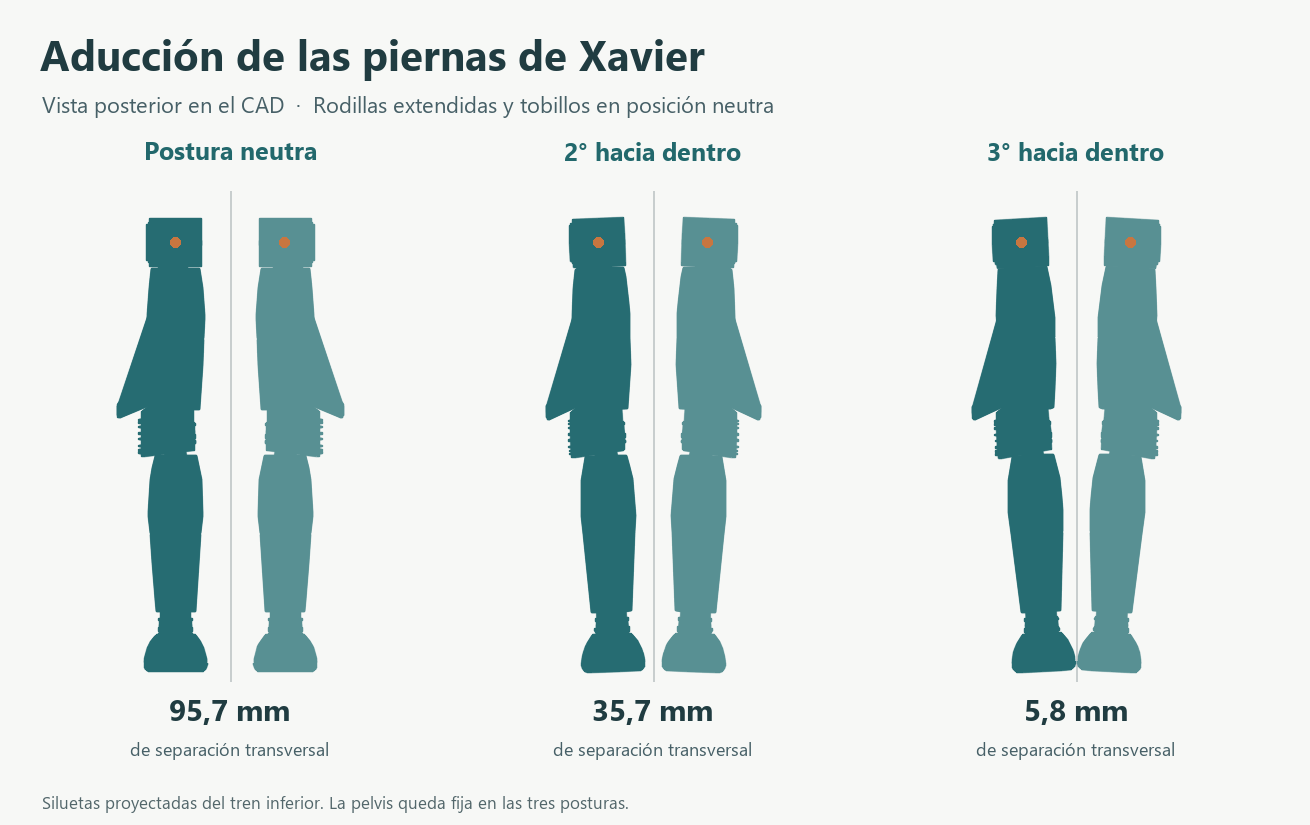 Aducción de las piernas de Xavier
Vista posterior en el CAD · Rodillas extendidas y tobillos en posición neutra
Postura neutra
2° hacia dentro
3° hacia dentro
95,7 mm
35,7 mm
5,8 mm
de separación transversal
de separación transversal
de separación transversal
Siluetas proyectadas del tren inferior. La pelvis queda fija en las tres posturas.